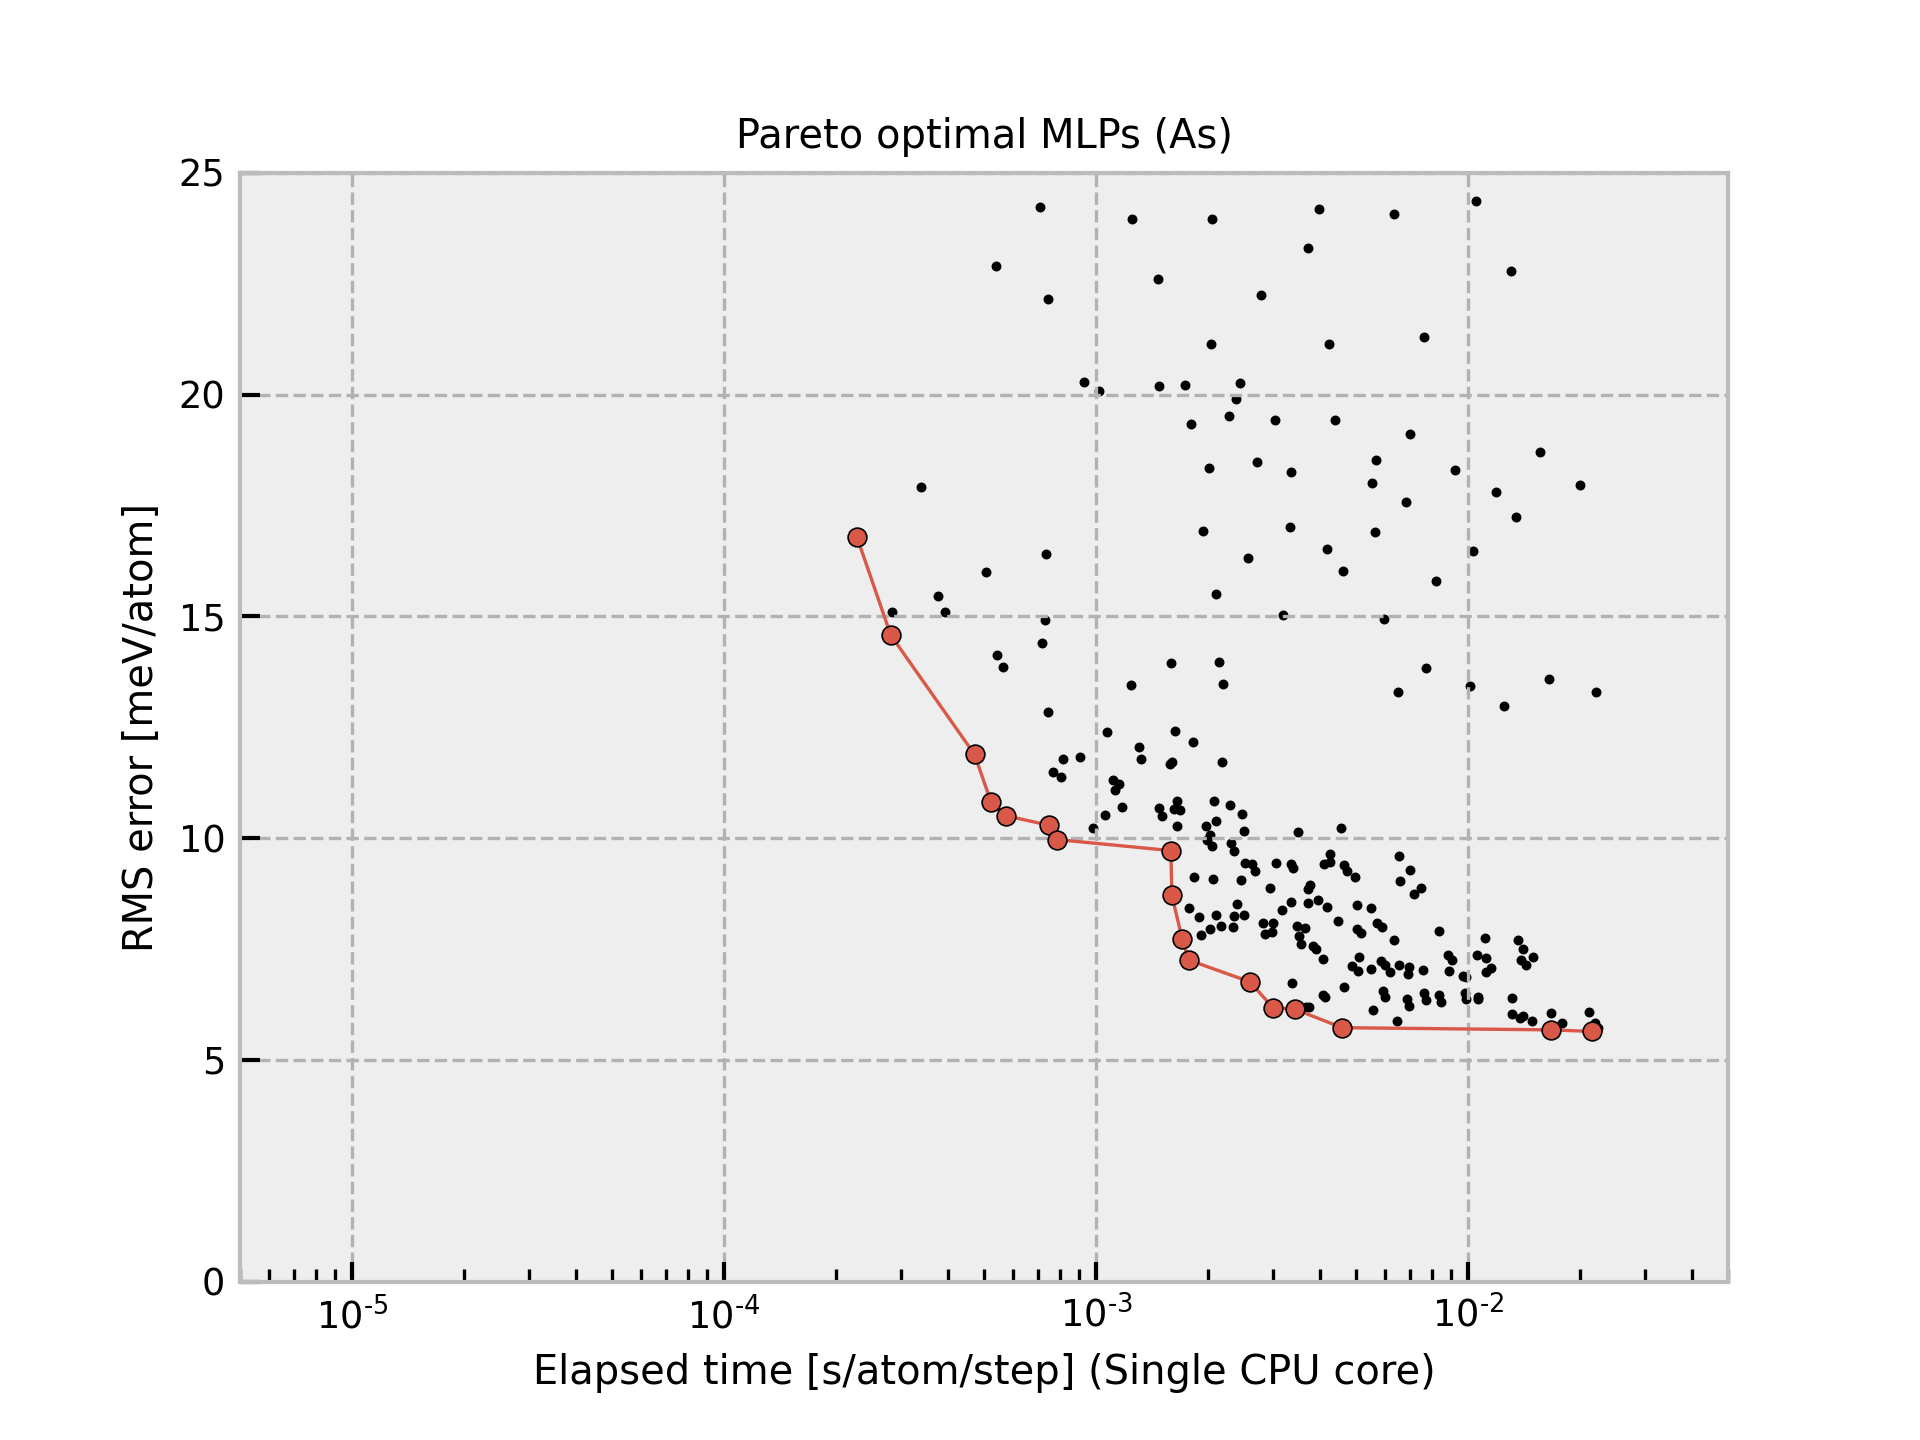 Pareto optimal MLPs (As)
25
20
15
10
5
0
RMS error [meV/atom]
10^-5 10^-4 10^-3 10^-2
Elapsed time [s/atom/step] (Single CPU core)